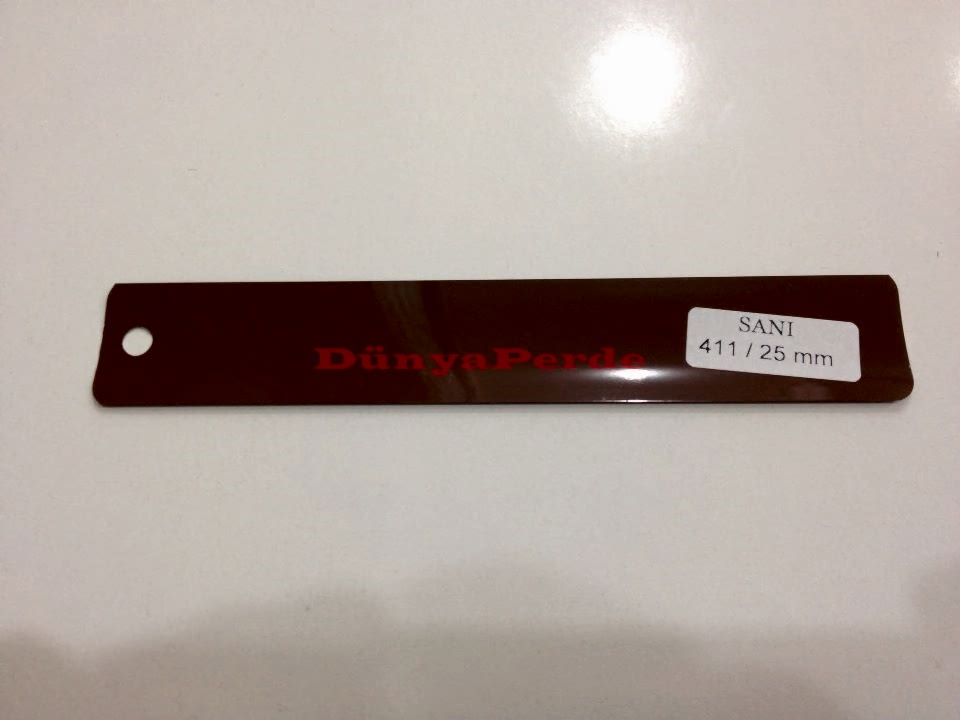 SANI
411 / 25 mm
DünyaPerde